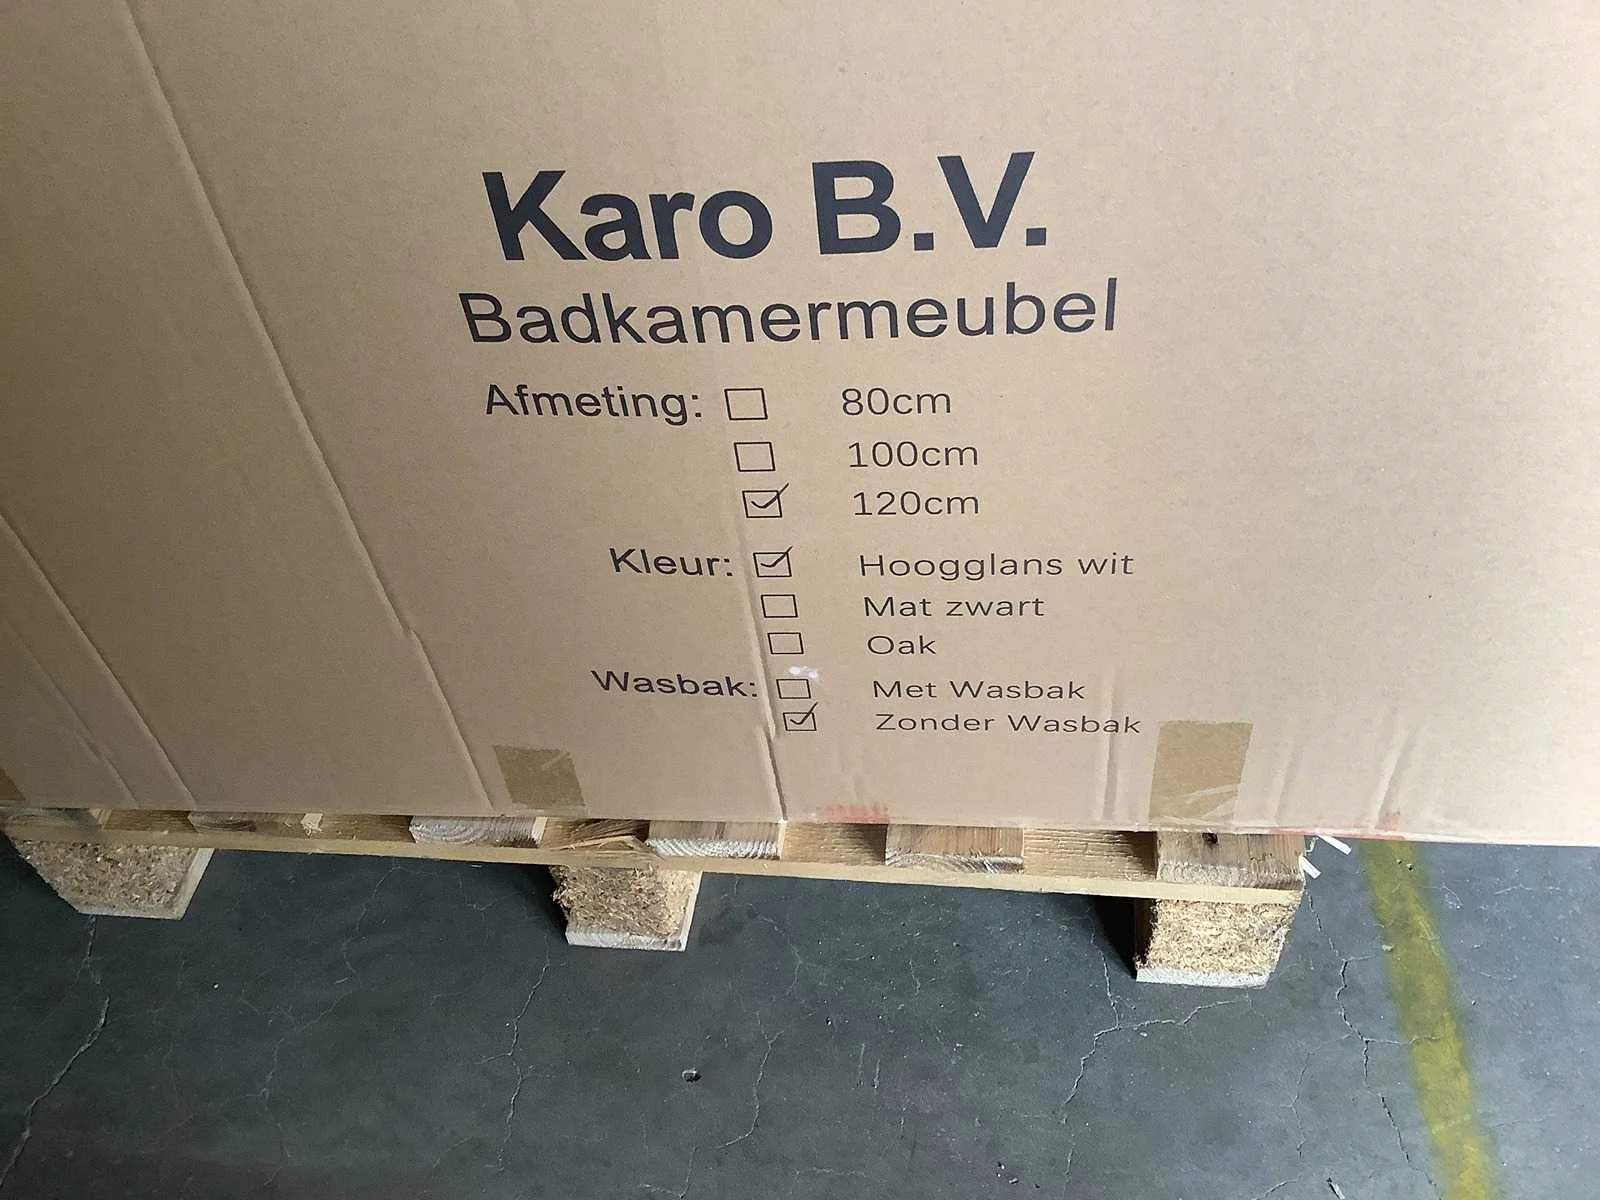 Karo B.V.
Badkamermeubel
Afmeting: ☐ 80cm
☐ 100cm
☑ 120cm
Kleur: ☑ Hoogglans wit
☐ Mat zwart
☐ Oak
Wasbak: ☐ Met Wasbak
☑ Zonder Wasbak